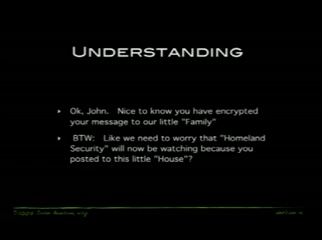 UNDERSTANDING
Ok, John. Nice to know you have encrypted
your message to our little "Family"
BTW: Like we need to worry that "Homeland
Security" will now be watching because you
posted to this little "House"?